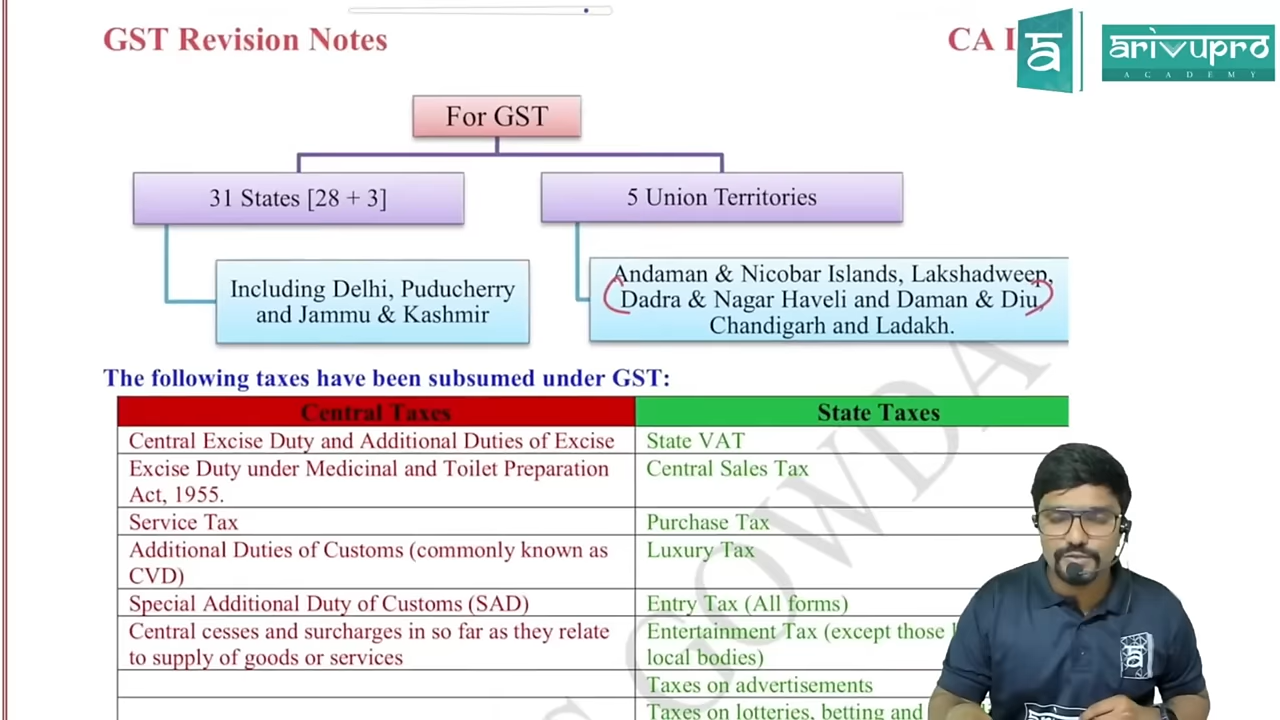 GST Revision Notes
CA
arivupro
ACADEMY
For GST
31 States [28 + 3]
5 Union Territories
Including Delhi, Puducherry
and Jammu & Kashmir
Andaman & Nicobar Islands, Lakshadweep,
Dadra & Nagar Haveli and Daman & Diu,
Chandigarh and Ladakh.
The following taxes have been subsumed under GST:
Central Taxes
State Taxes
Central Excise Duty and Additional Duties of Excise
State VAT
Excise Duty under Medicinal and Toilet Preparation
Act, 1955.
Central Sales Tax
Service Tax
Purchase Tax
Additional Duties of Customs (commonly known as
CVD)
Luxury Tax
Special Additional Duty of Customs (SAD)
Entry Tax (All forms)
Central cesses and surcharges in so far as they relate
to supply of goods or services
Entertainment Tax (except those
local bodies)
Taxes on advertisements
Taxes on lotteries, betting and
GOWDA